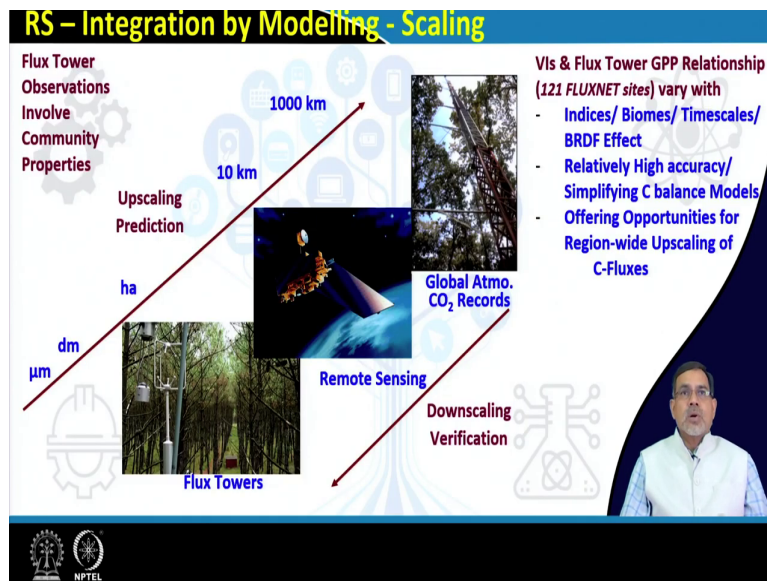 RS – Integration by Modelling - Scaling
Flux Tower
Observations
Involve
Community
Properties
1000 km
10 km
Upscaling
Prediction
ha
dm
µm
Flux Towers
Remote Sensing
Global Atmo.
CO₂ Records
Downscaling
Verification
VIs & Flux Tower GPP Relationship
(121 FLUXNET sites) vary with
- Indices/ Biomes/ Timescales/
BRDF Effect
- Relatively High accuracy/
Simplifying C balance Models
- Offering Opportunities for
Region-wide Upscaling of
C-Fluxes
NPTEL